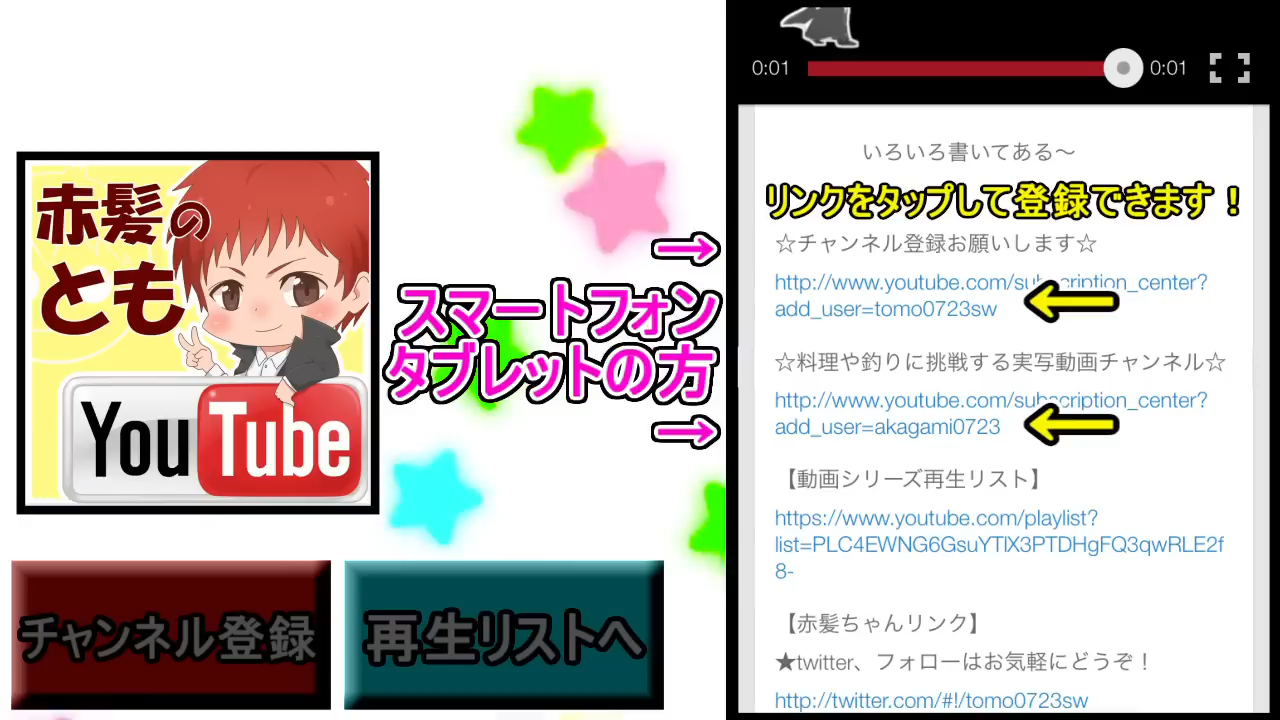 赤髪の
とも
YouTube
→
スマートフォン
タブレットの方
→
チャンネル登録
再生リストへ
0:01
0:01
いろいろ書いてある～
リンクをタップして登録できます！
☆チャンネル登録お願いします☆
http://www.youtube.com/subscription_center?
add_user=tomo0723sw
☆料理や釣りに挑戦する実写動画チャンネル☆
http://www.youtube.com/subscription_center?
add_user=akagami0723
【動画シリーズ再生リスト】
https://www.youtube.com/playlist?
list=PLC4EWNG6GsuYTlX3PTDHgFQ3qwRLE2f
8-
【赤髪ちゃんリンク】
★twitter、フォローはお気軽にどうぞ！
http://twitter.com/#!/tomo0723sw